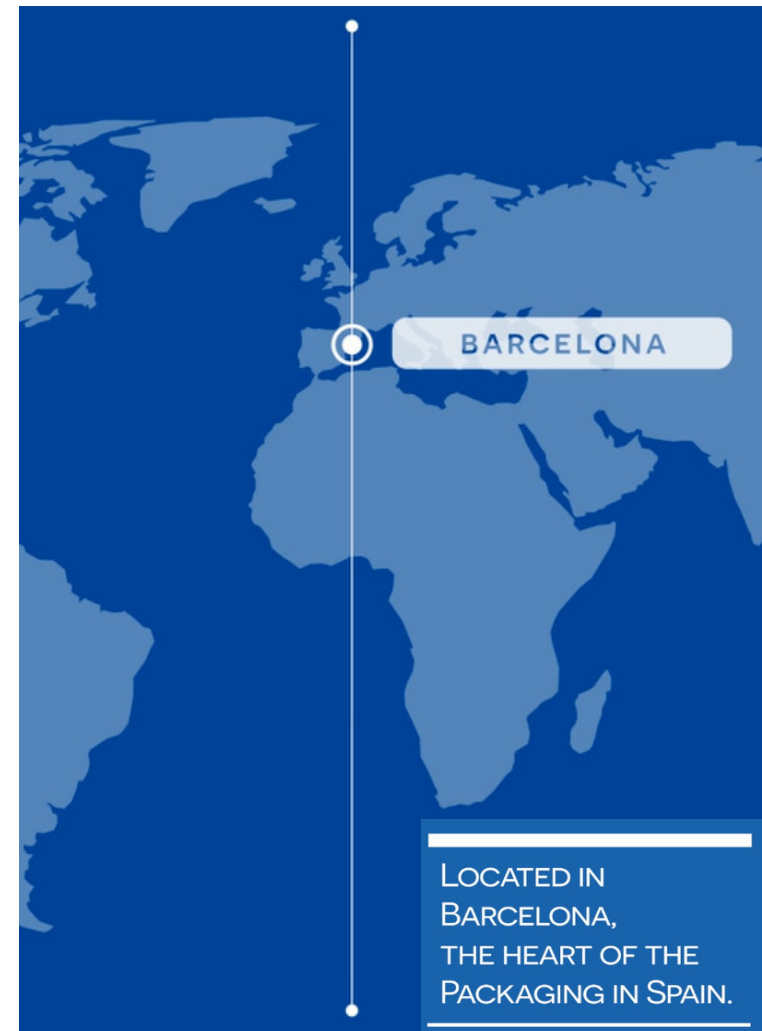 BARCELONA
Located in
Barcelona,
the heart of the
Packaging in Spain.